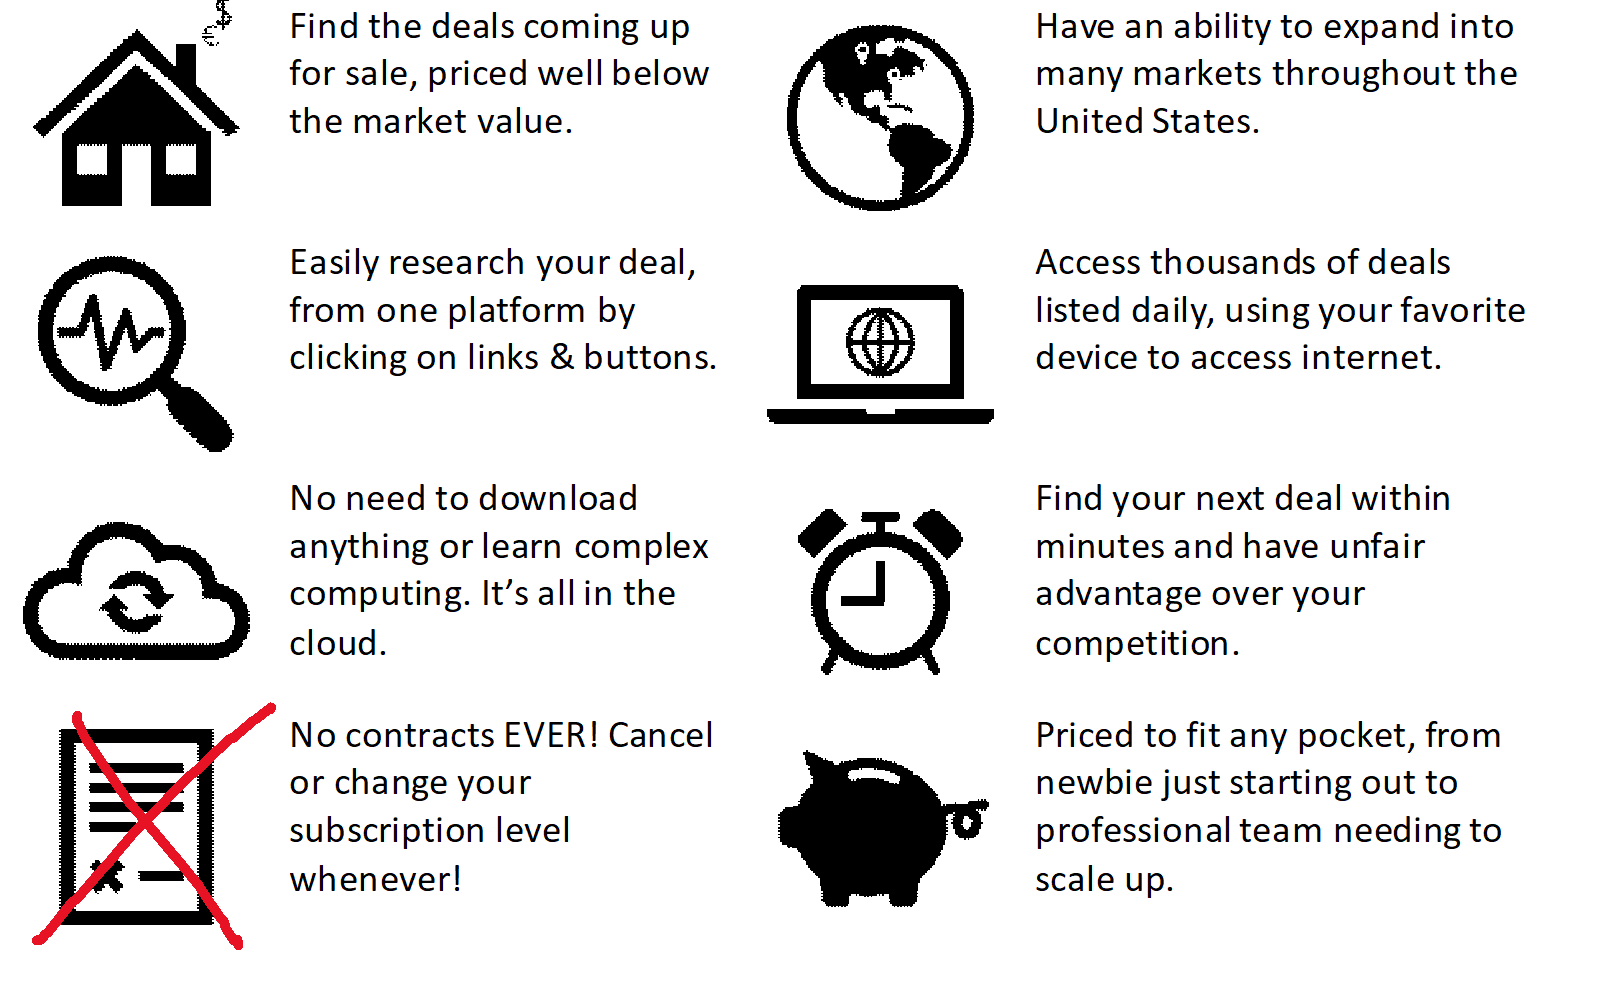 Find the deals coming up
for sale, priced well below
the market value.
Have an ability to expand into
many markets throughout the
United States.
Easily research your deal,
from one platform by
clicking on links & buttons.
Access thousands of deals
listed daily, using your favorite
device to access internet.
No need to download
anything or learn complex
computing. It’s all in the
cloud.
Find your next deal within
minutes and have unfair
advantage over your
competition.
No contracts EVER! Cancel
or change your
subscription level
whenever!
Priced to fit any pocket, from
newbie just starting out to
professional team needing to
scale up.